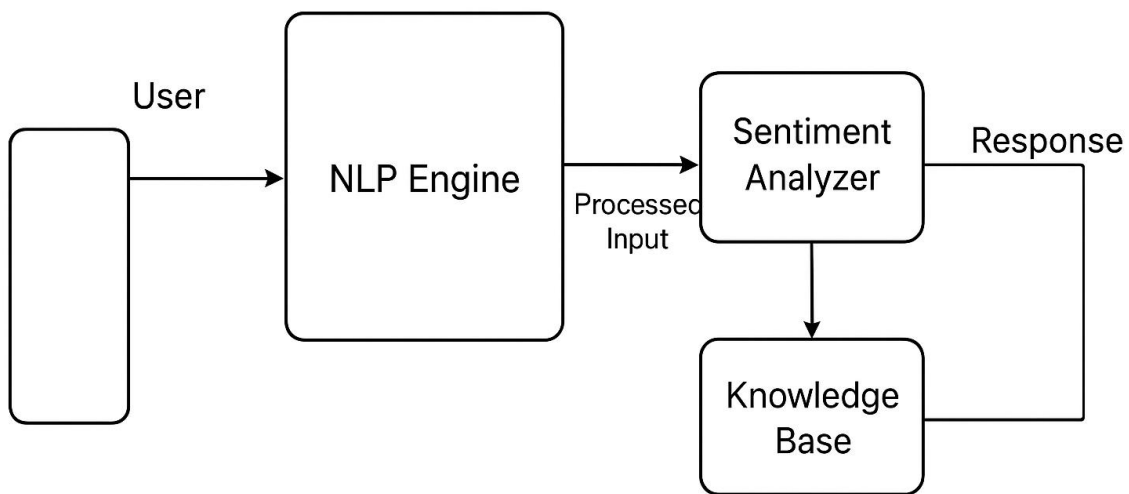 User
NLP Engine
Processed
Input
Sentiment
Analyzer
Response
Knowledge
Base